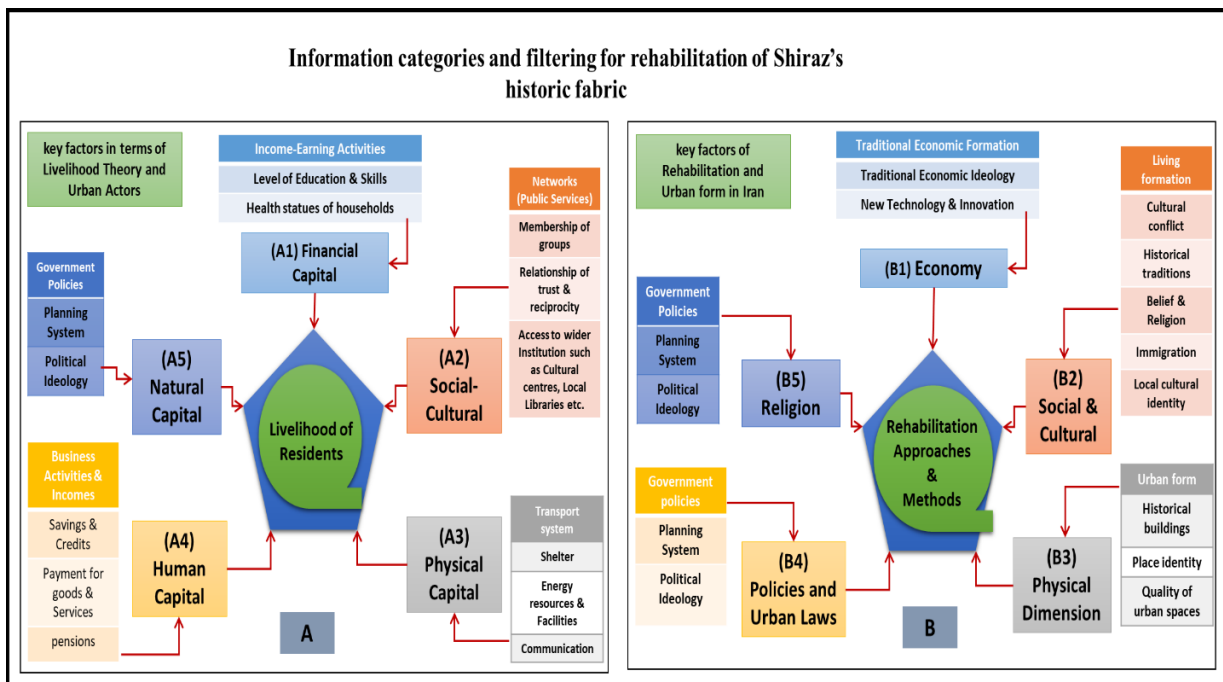 Information categories and filtering for rehabilitation of Shiraz's
historic fabric
key factors in terms of
Livelihood Theory and
Urban Actors
Income-Earning Activities
Level of Education & Skills
Health statues of households
(A1) Financial
Capital
Networks
(Public Services)
Membership of
groups
Relationship of
trust &
reciprocity
Access to wider
Institution such
as Cultural
centres, Local
Libraries etc.
Government
Policies
Planning
System
Political
Ideology
(A5)
Natural
Capital
(A2)
Social-
Cultural
Livelihood of
Residents
Business
Activities &
Incomes
Savings &
Credits
Payment for
goods &
Services
pensions
(A4)
Human
Capital
(A3)
Physical
Capital
Transport
system
Shelter
Energy
resources &
Facilities
Communication
A
key factors of
Rehabilitation and
Urban form in Iran
Traditional Economic Formation
Traditional Economic Ideology
New Technology & Innovation
(B1) Economy
Living
formation
Cultural
conflict
Historical
traditions
Belief &
Religion
Immigration
Local cultural
identity
Government
Policies
Planning
System
Political
Ideology
(B5)
Religion
(B2)
Social &
Cultural
Rehabilitation
Approaches
&
Methods
Government
policies
Planning
System
Political
Ideology
(B4)
Policies and
Urban Laws
(B3)
Physical
Dimension
Urban form
Historical
buildings
Place identity
Quality of
urban spaces
B